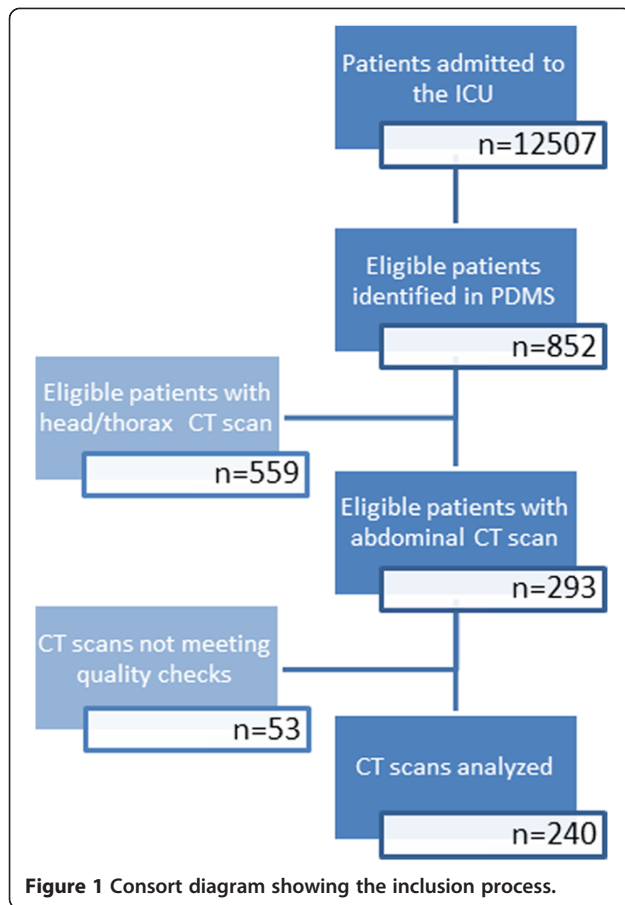 Patients admitted to
the ICU
n=12507
Eligible patients
identified in PDMS
n=852
Eligible patients with
head/thorax CT scan
n=559
Eligible patients with
abdominal CT scan
n=293
CT scans not meeting
quality checks
n=53
CT scans analyzed
n=240
Figure 1 Consort diagram showing the inclusion process.